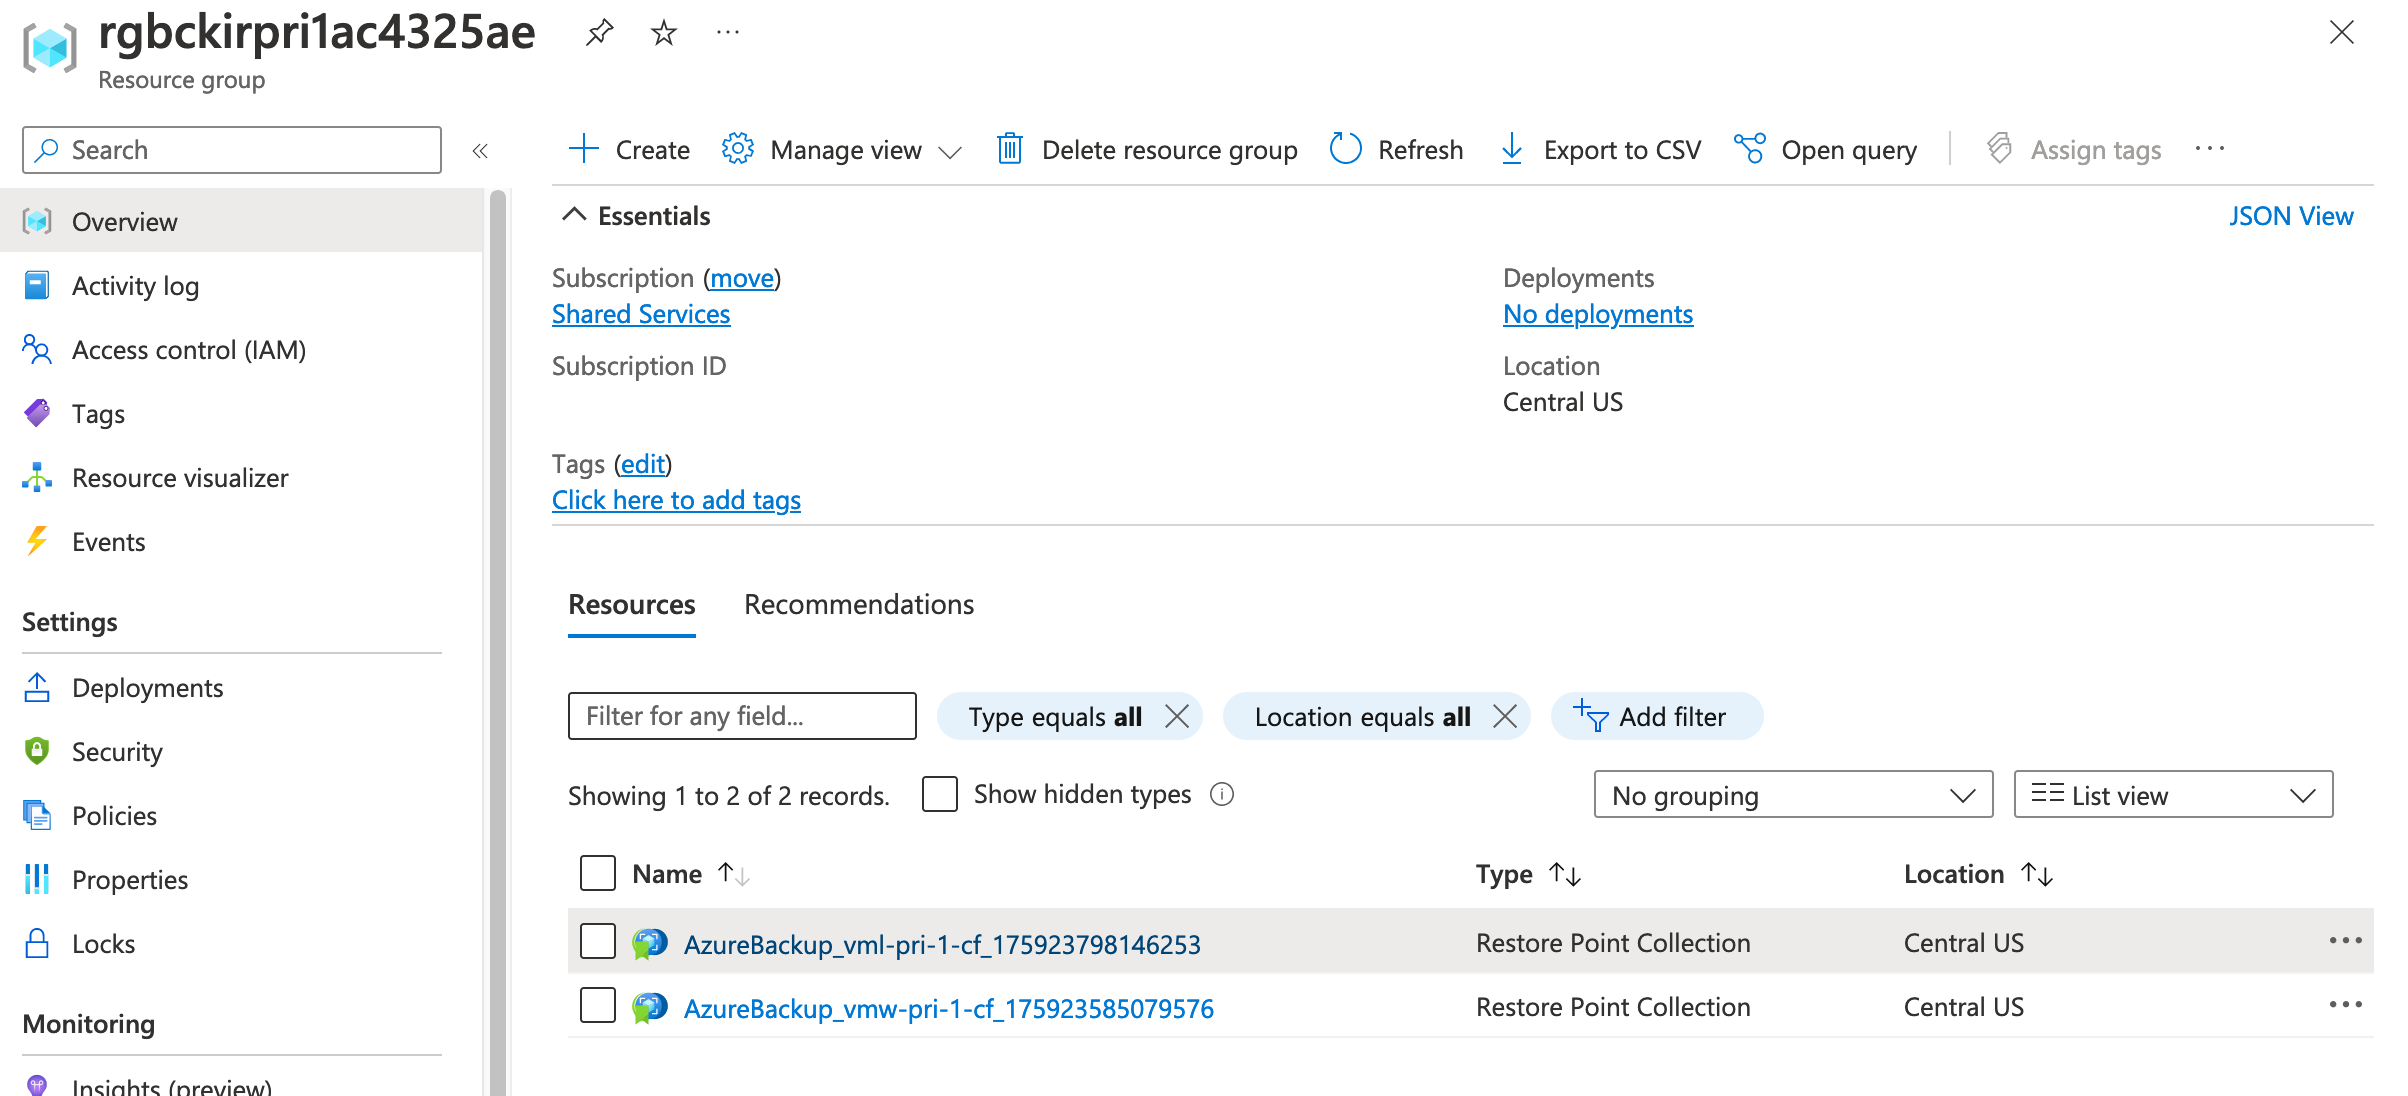 rgbckirpri1ac4325ae
Resource group
Search
Create
Manage view
Delete resource group
Refresh
Export to CSV
Open query
Assign tags
Overview
Activity log
Access control (IAM)
Tags
Resource visualizer
Events
Settings
Deployments
Security
Policies
Properties
Locks
Monitoring
Insights (preview)
Essentials
JSON View
Subscription (move)
Shared Services
Subscription ID
Deployments
No deployments
Location
Central US
Tags (edit)
Click here to add tags
Resources
Recommendations
Filter for any field...
Type equals all
Location equals all
Add filter
Showing 1 to 2 of 2 records.
Show hidden types
No grouping
List view
Name
Type
Location
AzureBackup_vml-pri-1-cf_175923798146253
Restore Point Collection
Central US
AzureBackup_vmw-pri-1-cf_175923585079576
Restore Point Collection
Central US